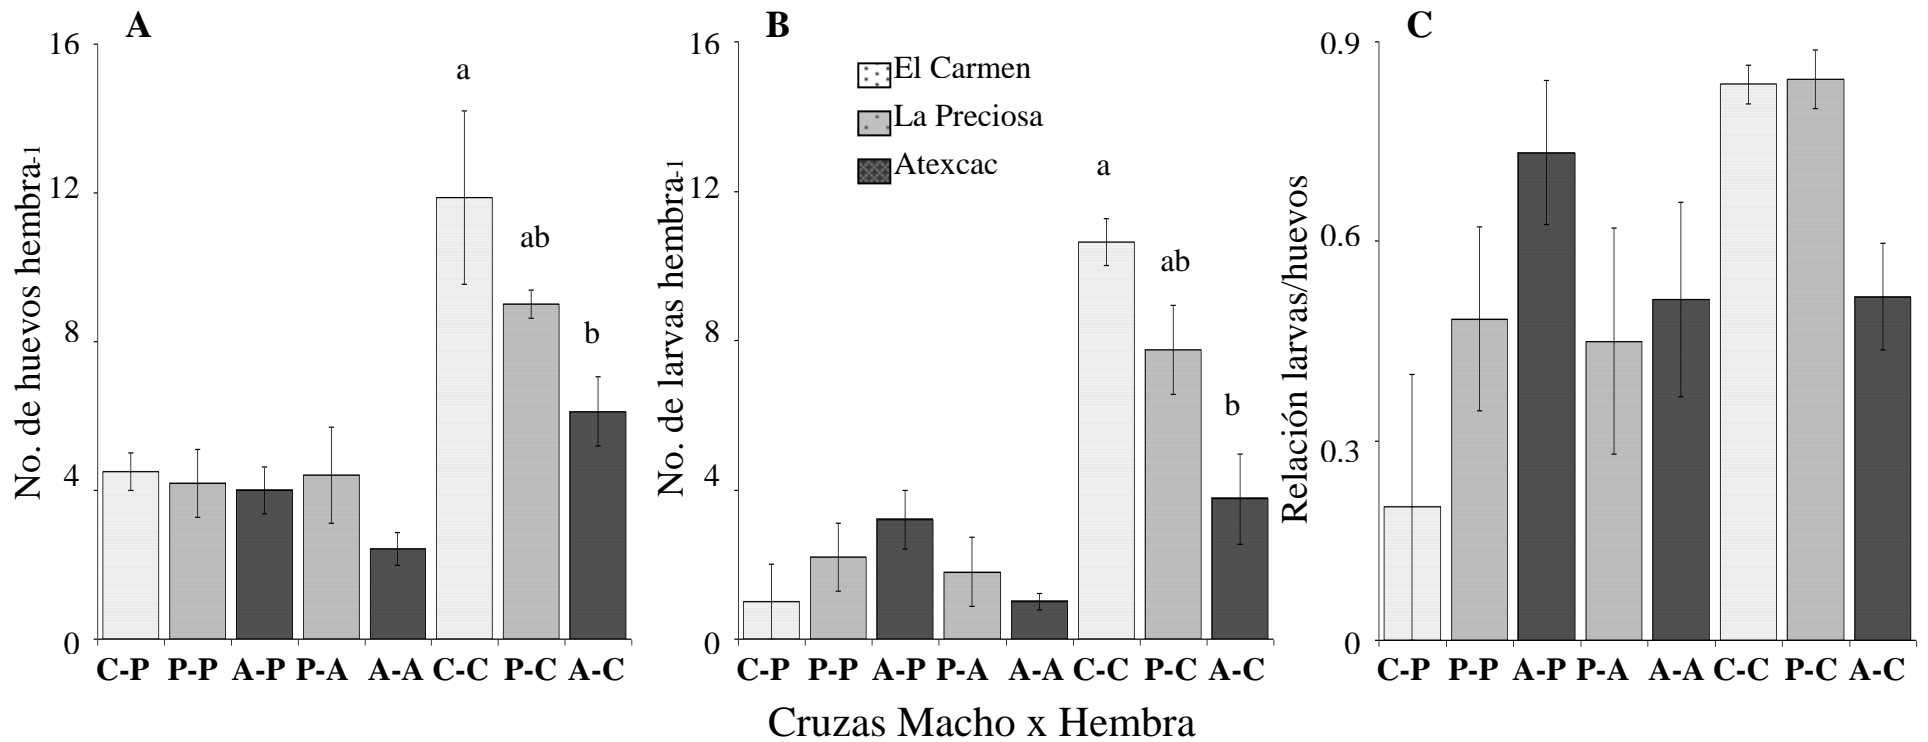 A
No. de huevos hembra-1
16
12
8
4
0
a
ab
b
C-P P-P A-P P-A A-A C-C P-C A-C
B
No. de larvas hembra-1
16
12
8
4
0
El Carmen
La Preciosa
Atexcac
a
ab
b
C-P P-P A-P P-A A-A C-C P-C A-C
C
Relación larvas/huevos
0.9
0.6
0.3
0
C-P P-P A-P P-A A-A C-C P-C A-C
Cruzas Macho x Hembra